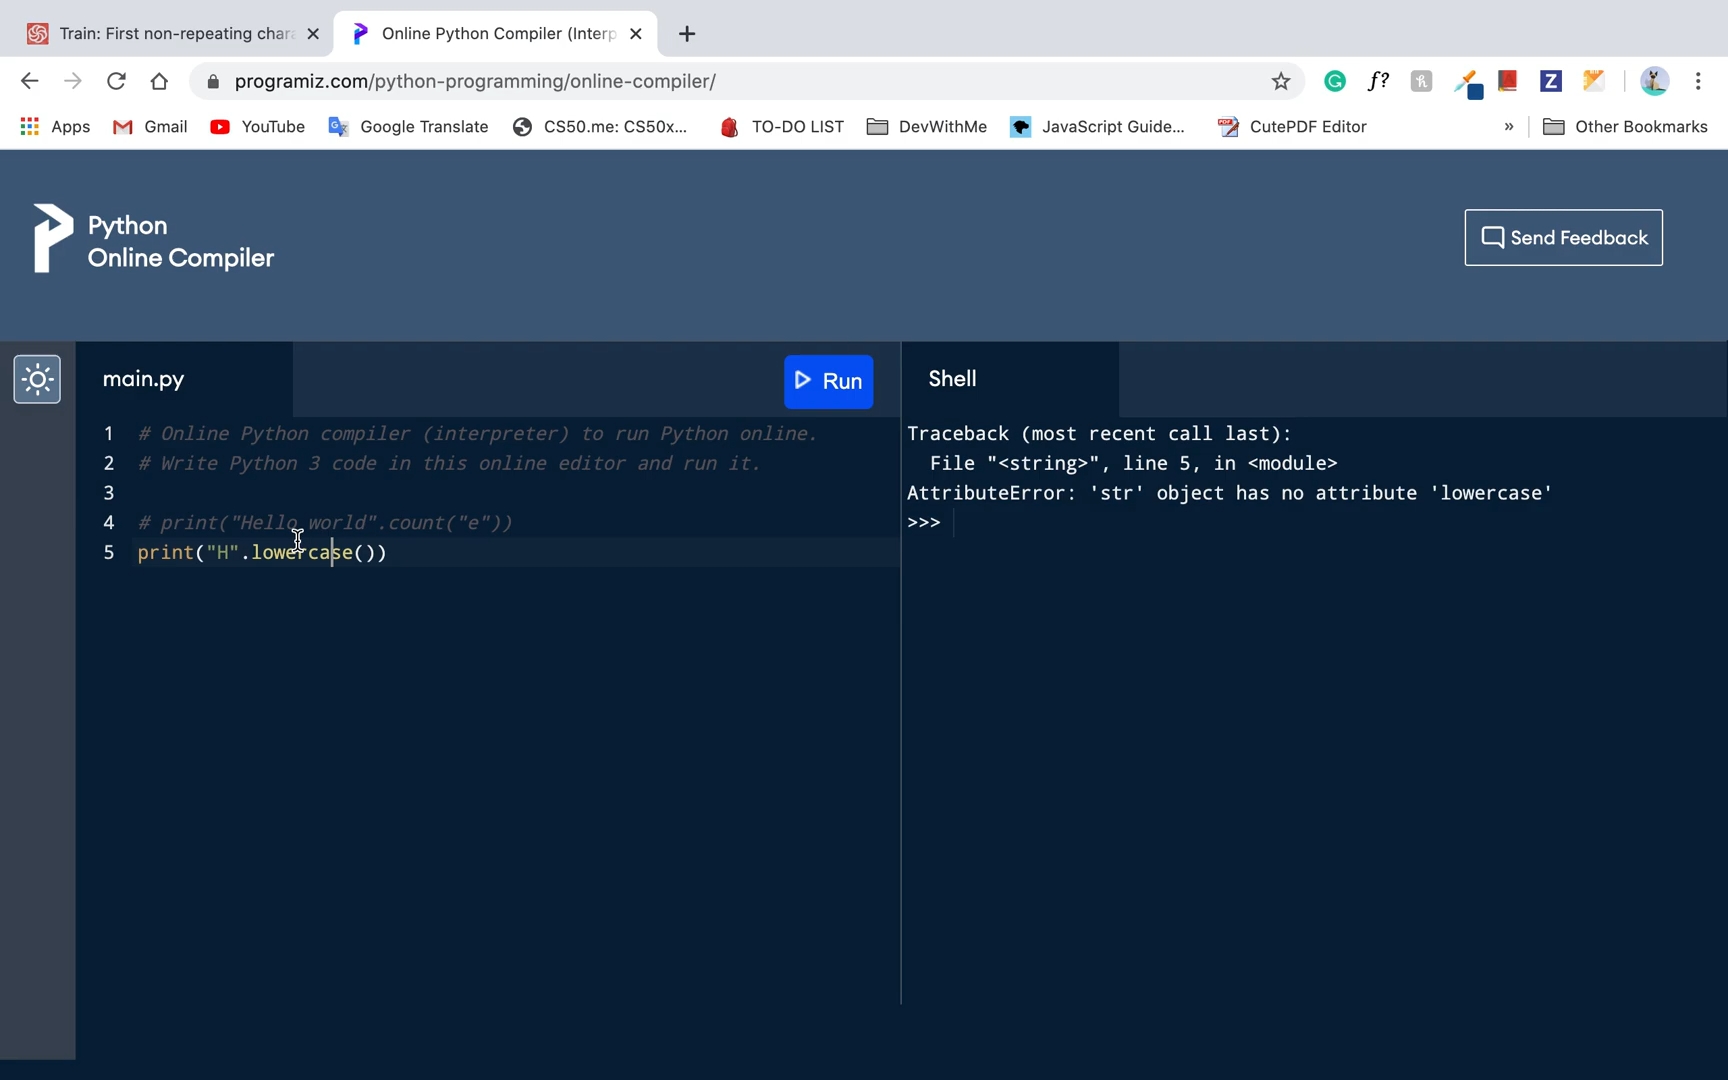 Train: First non-repeating chara
Online Python Compiler (Interp
programiz.com/python-programming/online-compiler/
Apps
Gmail
YouTube
Google Translate
CS50.me: CS50x...
TO-DO LIST
DevWithMe
JavaScript Guide...
CutePDF Editor
»
Other Bookmarks
Python
Online Compiler
Send Feedback
main.py
Run
Shell
1 # Online Python compiler (interpreter) to run Python online.
2 # Write Python 3 code in this online editor and run it.
3
4 # print("Hello world".count("e"))
5 print("H".lowercase())
Traceback (most recent call last):
File "<string>", line 5, in <module>
AttributeError: 'str' object has no attribute 'lowercase'
>>>